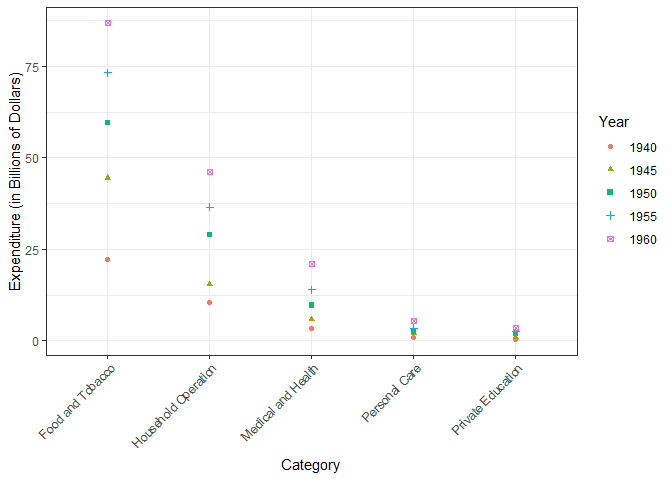 Expenditure (in Billions of Dollars)
75
50
25
0
Food and Tobacco
Household Operation
Medical and Health
Personal Care
Private Education
Category
Year
1940
1945
1950
1955
1960